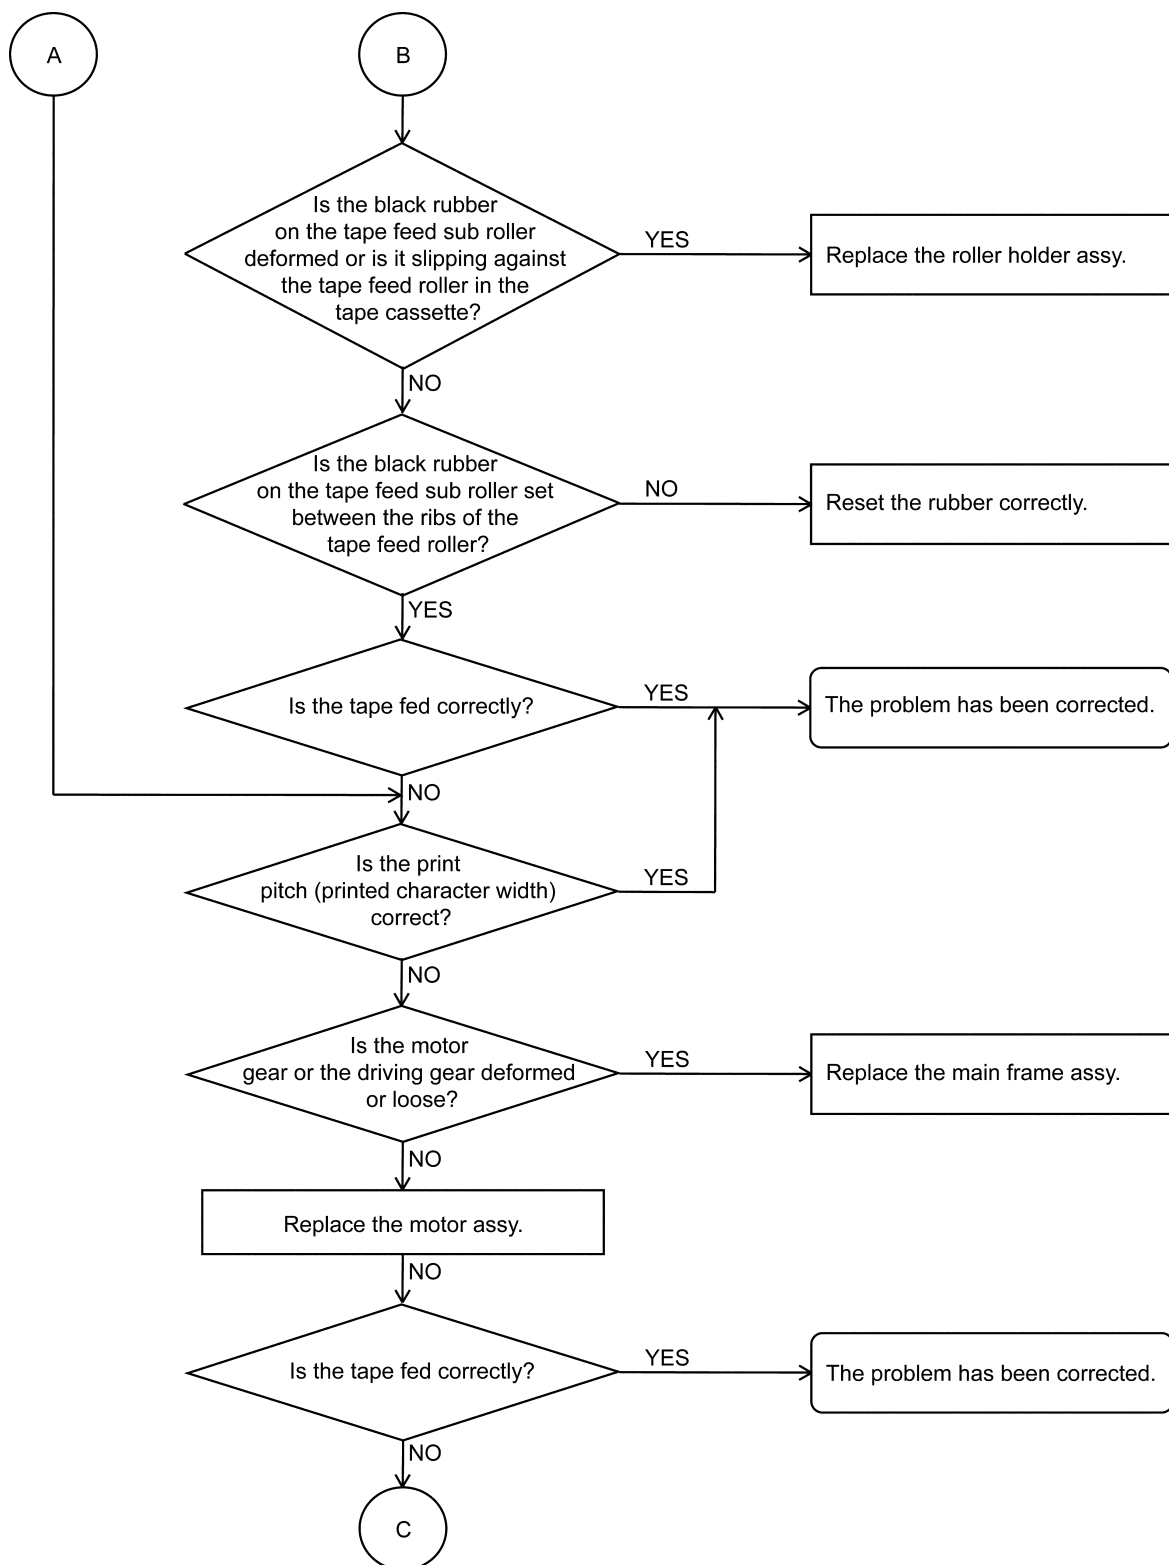 A
B
Is the black rubber
on the tape feed sub roller
deformed or is it slipping against
the tape feed roller in the
tape cassette?
YES
Replace the roller holder assy.
NO
Is the black rubber
on the tape feed sub roller set
between the ribs of the
tape feed roller?
NO
Reset the rubber correctly.
YES
Is the tape fed correctly?
YES
The problem has been corrected.
NO
Is the print
pitch (printed character width)
correct?
YES
NO
Is the motor
gear or the driving gear deformed
or loose?
YES
Replace the main frame assy.
NO
Replace the motor assy.
NO
Is the tape fed correctly?
YES
The problem has been corrected.
NO
C